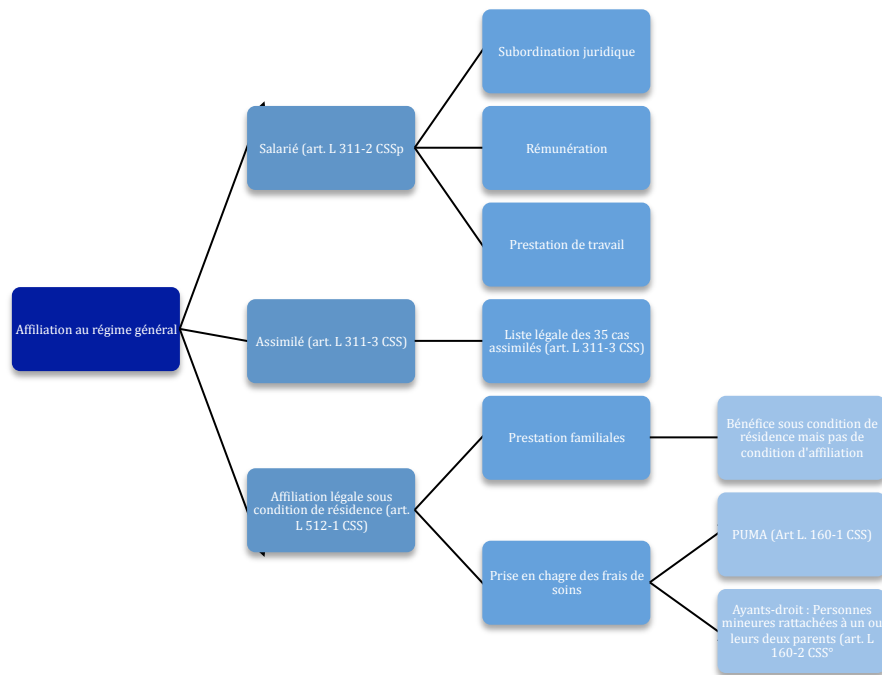 Affiliation au régime général
Salarié (art. L 311-2 CSSp
Subordination juridique
Rémunération
Prestation de travail
Assimilé (art. L 311-3 CSS)
Liste légale des 35 cas
assimilés (art. L 311-3 CSS)
Affiliation légale sous
condition de résidence (art.
L 512-1 CSS)
Prestation familiales
Bénéfice sous condition de
résidence mais pas de
condition d'affiliation
Prise en chagre des frais de
soins
PUMA (Art L. 160-1 CSS)
Ayants-droit : Personnes
mineures rattachées à un ou
leurs deux parents (art. L
160-2 CSS°